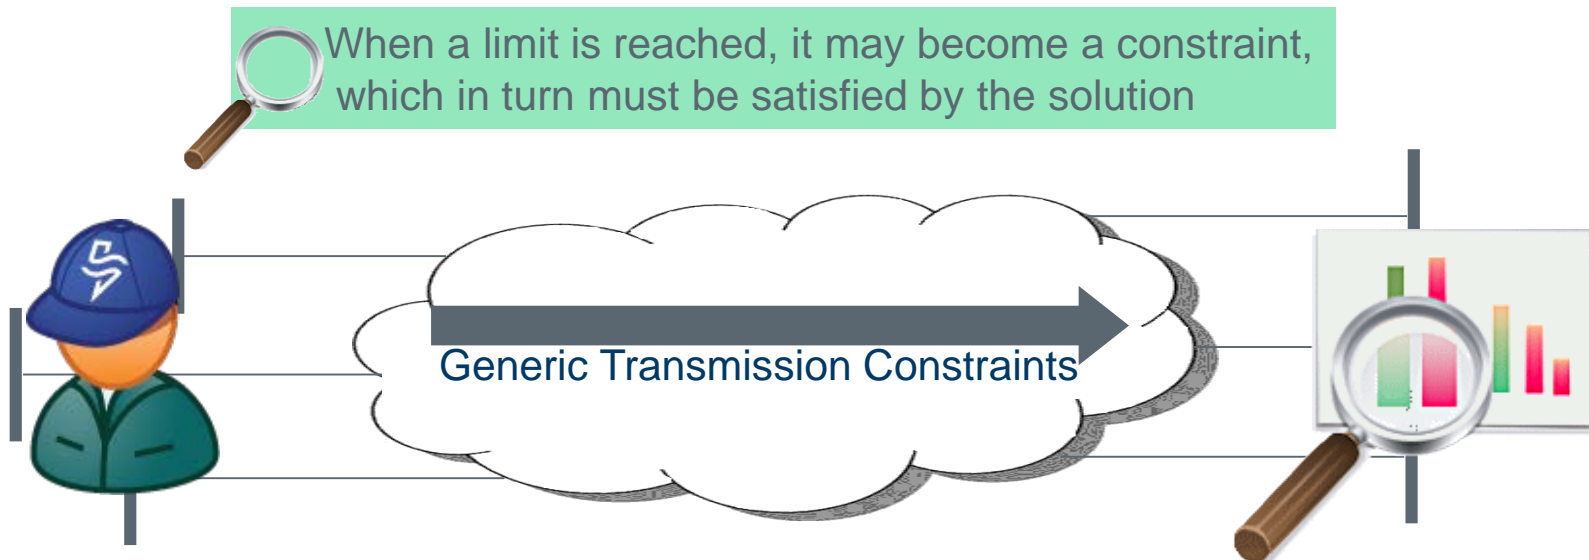 When a limit is reached, it may become a constraint,
which in turn must be satisfied by the solution
Generic Transmission Constraints